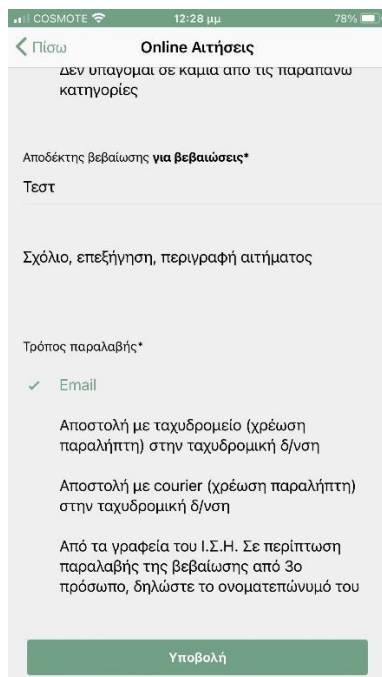 COSMOTE 12:28 μμ 78%
Πίσω Online Αιτήσεις
Δεν υπάγομαι σε καμία από τις παραπάνω
κατηγορίες
Αποδέκτης βεβαίωσης για βεβαιώσεις*
Τεστ
Σχόλιο, επεξήγηση, περιγραφή αιτήματος
Τρόπος παραλαβής*
Email
Αποστολή με ταχυδρομείο (χρέωση
παραλήπτη) στην ταχυδρομική δ/νση
Αποστολή με courier (χρέωση παραλήπτη)
στην ταχυδρομική δ/νση
Από τα γραφεία του Ι.Σ.Η. Σε περίπτωση
παραλαβής της βεβαίωσης από 3ο
πρόσωπο, δηλώστε το ονοματεπώνυμό του
Υποβολή